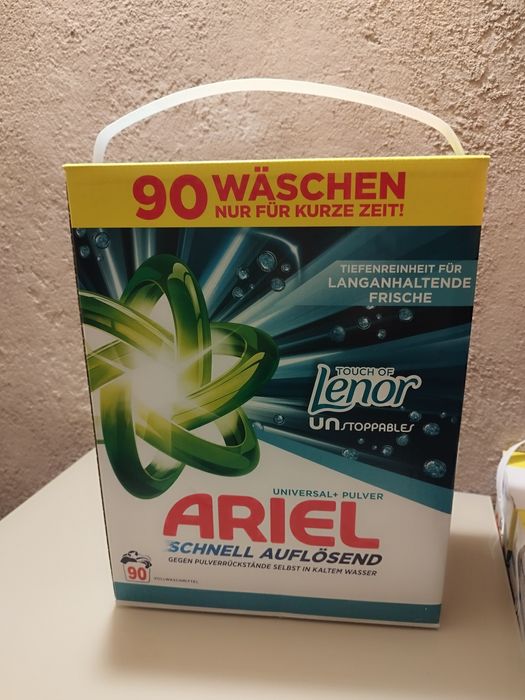 90 WÄSCHEN
NUR FÜR KURZE ZEIT!
TIEFENREINHEIT FÜR
LANGANHALTENDE
FRISCHE
TOUCH OF
Lenor
UNSTOPPABLES
UNIVERSAL+ PULVER
ARIEL
SCHNELL AUFLÖSEND
GEGEN PULVERRÜCKSTÄNDE SELBST IN KALTEM WASSER
90
VOLLWASCHMITTEL